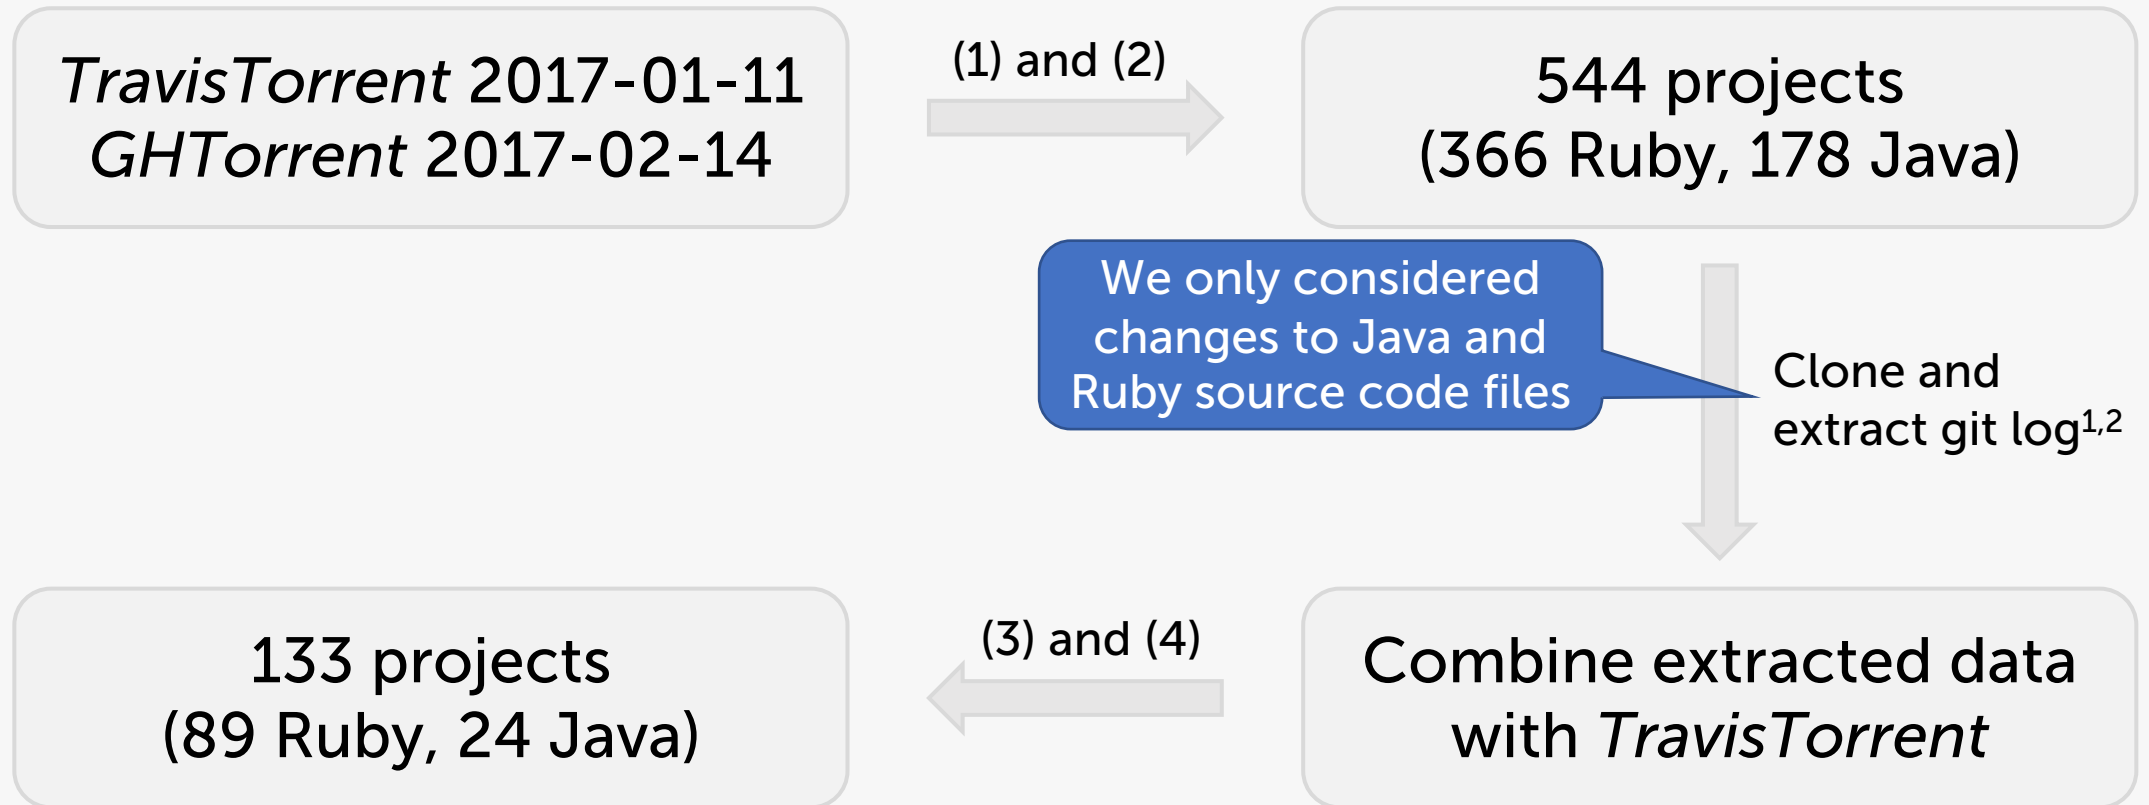 TravisTorrent 2017-01-11
GHTorrent 2017-02-14
(1) and (2)
544 projects
(366 Ruby, 178 Java)
We only considered
changes to Java and
Ruby source code files
Clone and
extract git log1,2
Combine extracted data
with TravisTorrent
(3) and (4)
133 projects
(89 Ruby, 24 Java)